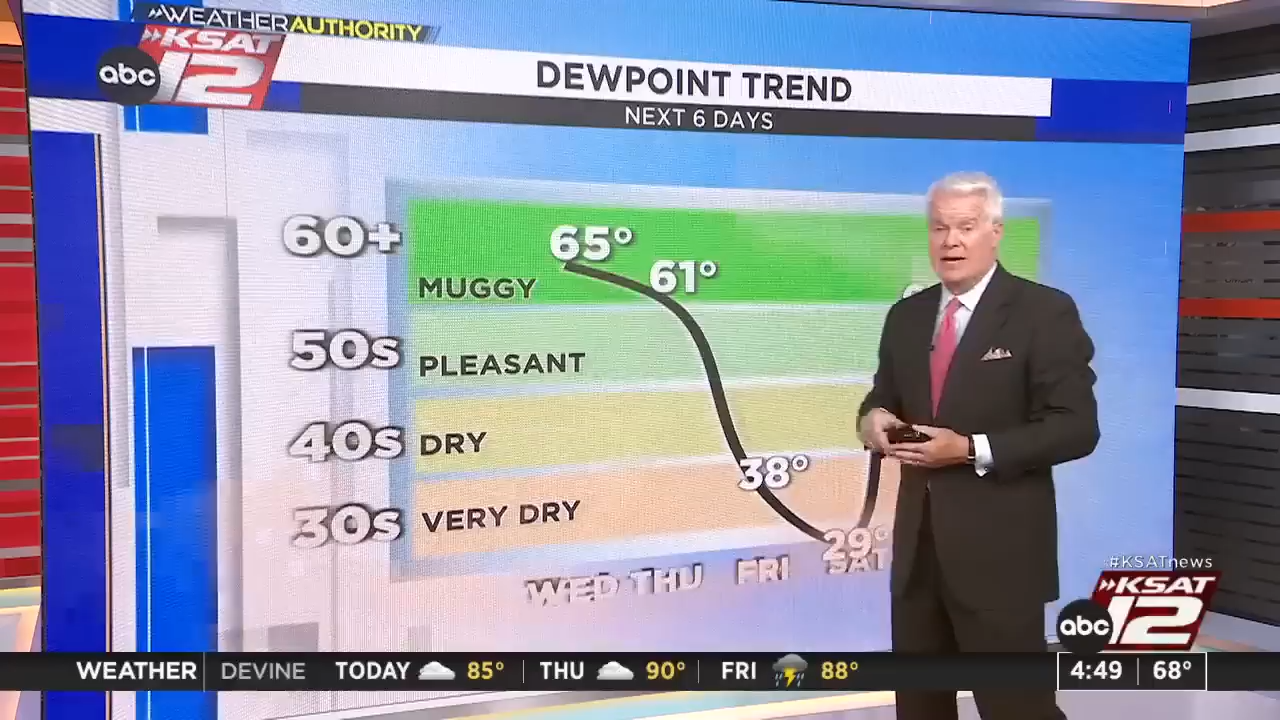 WEATHERAUTHORITY
KSAT
abc 12
DEWPOINT TREND
NEXT 6 DAYS
60+
65°
61°
MUGGY
50s
PLEASANT
40s
DRY
38°
30s
VERY DRY
29°
WED THU FRI SAT
#KSATnews
KSAT
abc 12
WEATHER DEVINE TODAY 85° THU 90° FRI 88° 4:49 68°